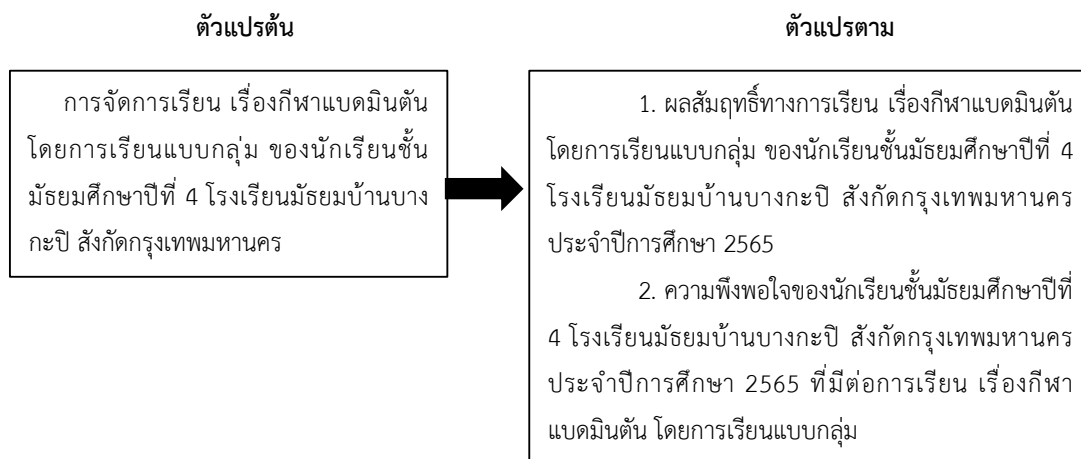 ตัวแปรต้น
การจัดการเรียน เรื่องกีฬาแบดมินตัน
โดยการเรียนแบบกลุ่ม ของนักเรียนชั้น
มัธยมศึกษาปีที่ 4 โรงเรียนมัธยมบ้านบาง
กะปิ สังกัดกรุงเทพมหานคร
ตัวแปรตาม
1. ผลสัมฤทธิ์ทางการเรียน เรื่องกีฬาแบดมินตัน
โดยการเรียนแบบกลุ่ม ของนักเรียนชั้นมัธยมศึกษาปีที่ 4
โรงเรียนมัธยมบ้านบางกะปิ สังกัดกรุงเทพมหานคร
ประจำปีการศึกษา 2565
2. ความพึงพอใจของนักเรียนชั้นมัธยมศึกษาปีที่
4 โรงเรียนมัธยมบ้านบางกะปิ สังกัดกรุงเทพมหานคร
ประจำปีการศึกษา 2565 ที่มีต่อการเรียน เรื่องกีฬา
แบดมินตัน โดยการเรียนแบบกลุ่ม